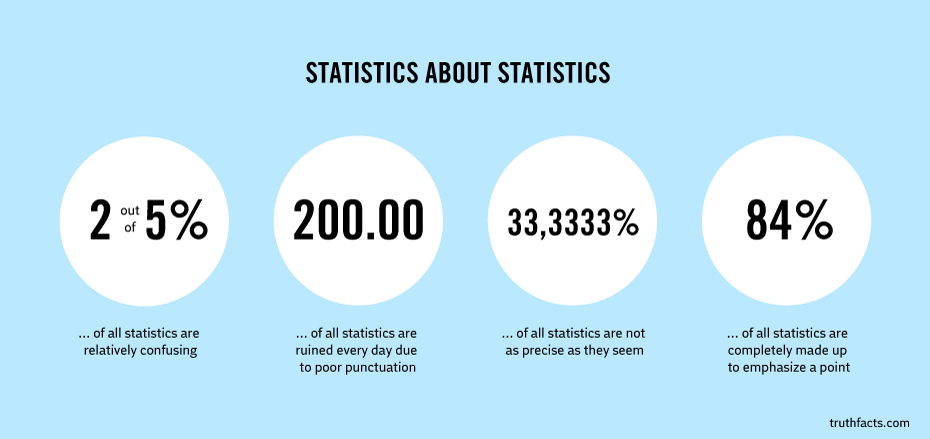 STATISTICS ABOUT STATISTICS
2 out of 5%
200.00
33,3333%
84%
... of all statistics are
relatively confusing
... of all statistics are
ruined every day due
to poor punctuation
... of all statistics are not
as precise as they seem
... of all statistics are
completely made up
to emphasize a point
truthfacts.com